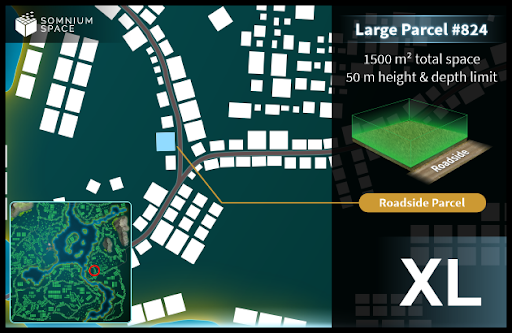 SOMNIUM
SPACE
Large Parcel #824
1500 m² total space
50 m height & depth limit
Roadside
Roadside Parcel
XL